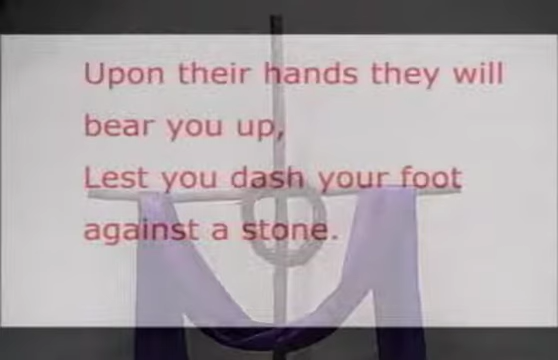 Upon their hands they will
bear you up,
Lest you dash your foot
against a stone.